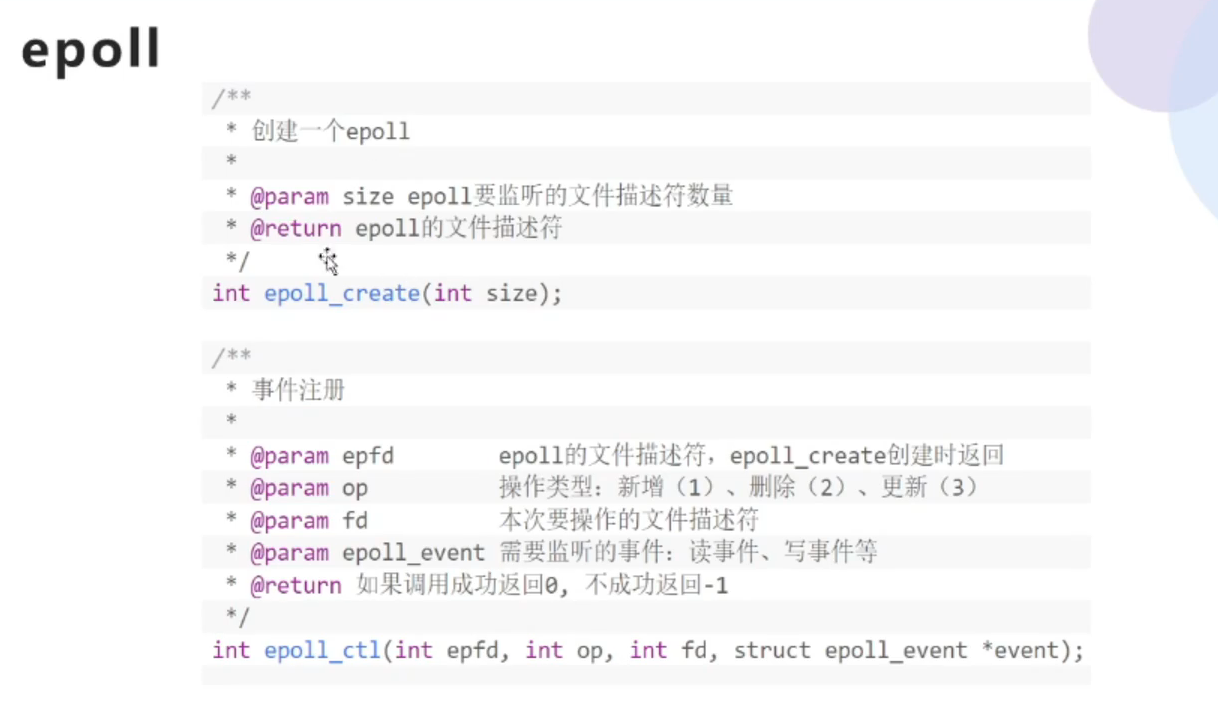 epoll
/**
* 创建一个epoll
*
* @param size epoll要监听的文件描述符数量
* @return epoll的文件描述符
*/
int epoll_create(int size);
/**
* 事件注册
*
* @param epfd epoll的文件描述符，epoll_create创建时返回
* @param op 操作类型：新增（1）、删除（2）、更新（3）
* @param fd 本次要操作的文件描述符
* @param epoll_event 需要监听的事件：读事件、写事件等
* @return 如果调用成功返回0, 不成功返回-1
*/
int epoll_ctl(int epfd, int op, int fd, struct epoll_event *event);